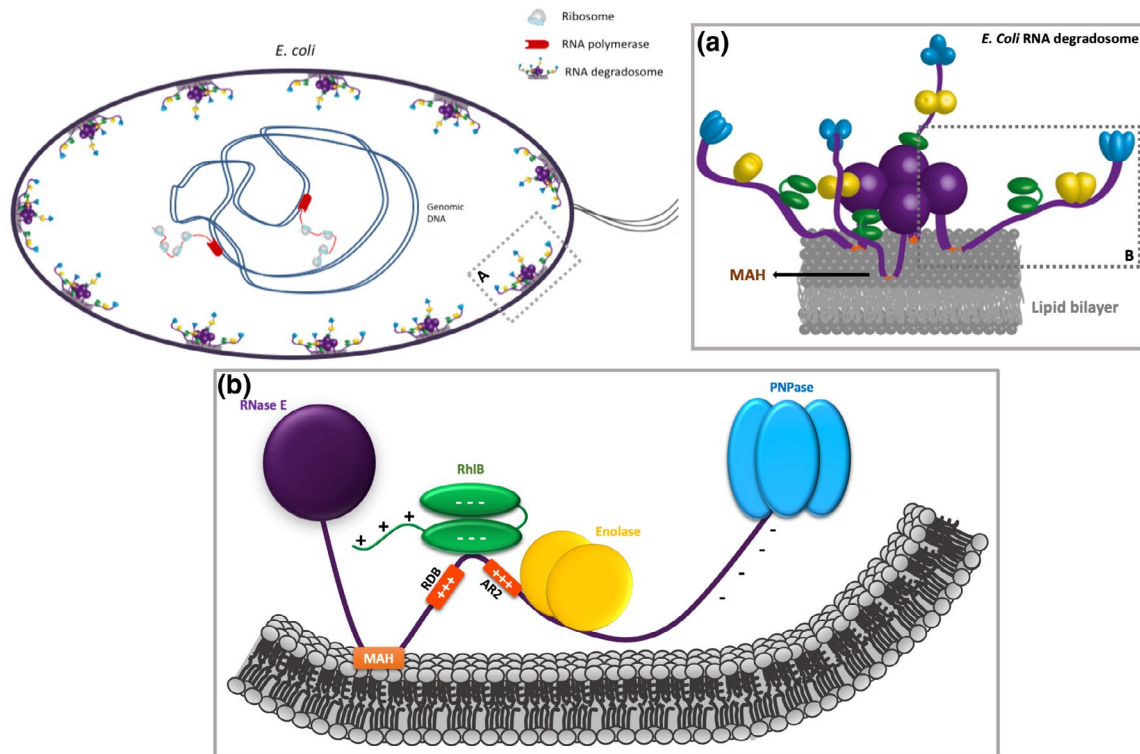 E. coli
Ribosome
RNA polymerase
RNA degradosome
Genomic
DNA
A
(a)
E. Coli RNA degradosome
B
MAH
Lipid bilayer
(b)
RNase E
PNPase
RhlB
- - -
+ + +
- - -
Enolase
RDB
+++
+++
AR2
- - - -
MAH